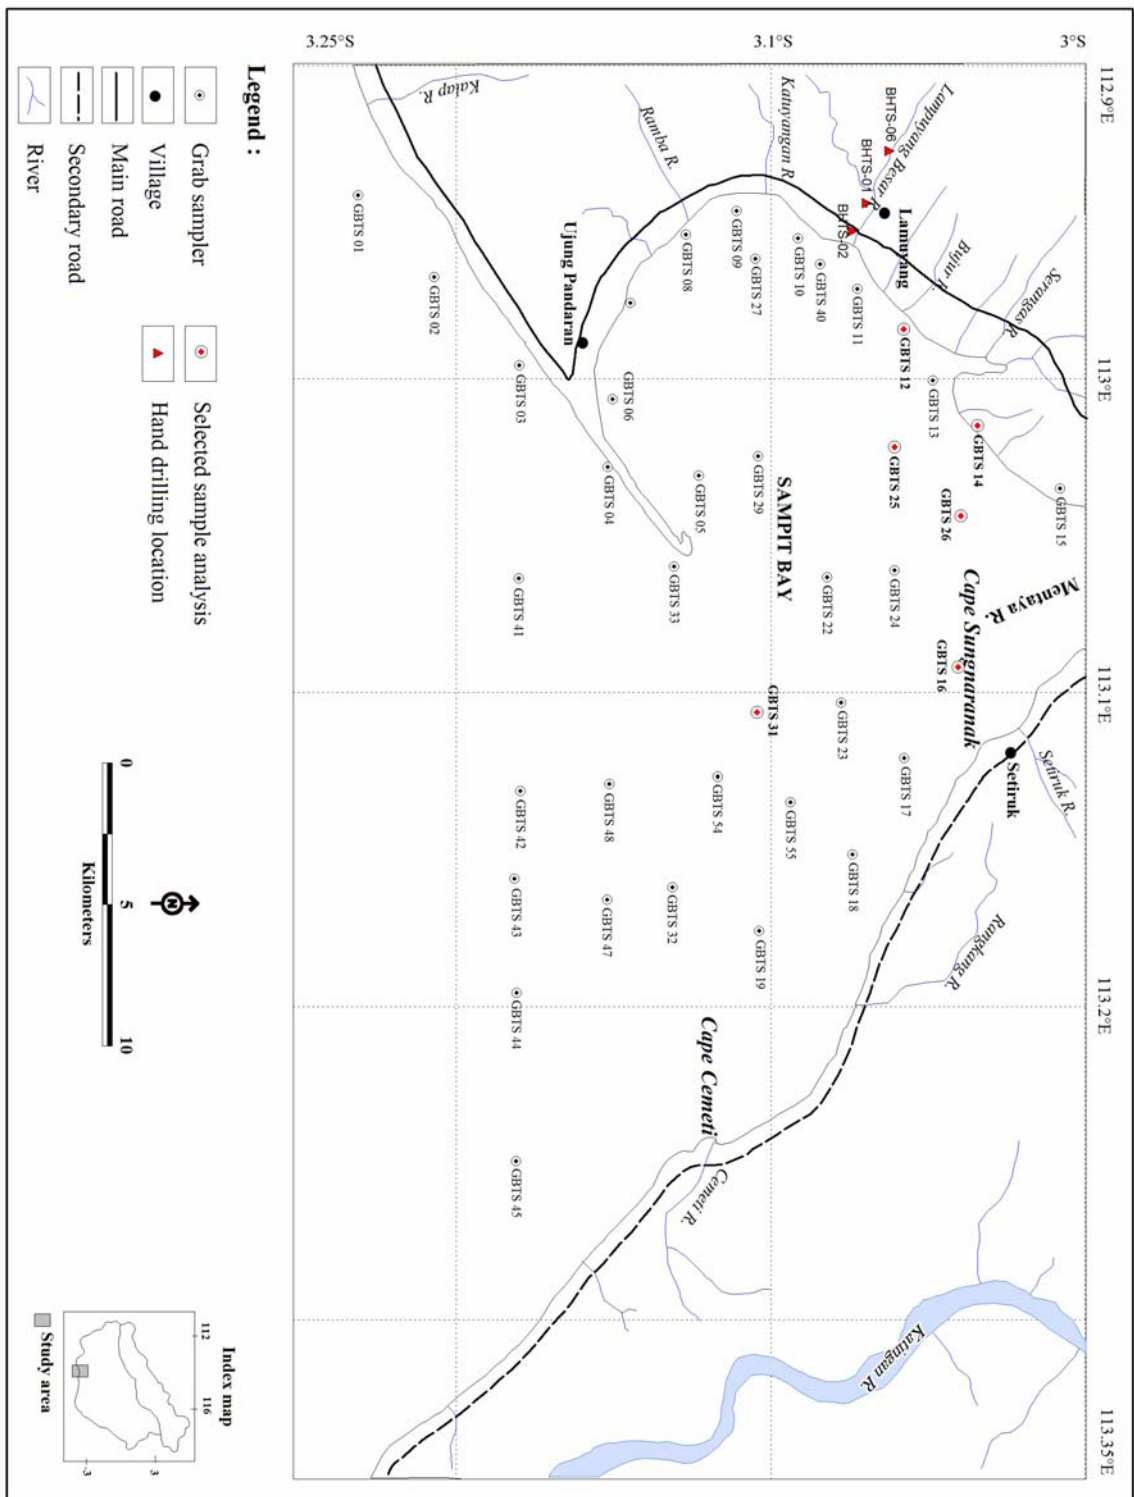 112.9°E
113°E
113.1°E
113.2°E
113.35°E
3°S
3.1°S
3.25°S
Serangas R.
Bujur R.
Lampuyang Besar R.
Lamuyang
BHTS-06
BHTS-01
BHTS-02
Katuyangan R.
Ramba R.
Kalap R.
Ujung Pandaran
SAMPIT BAY
Mentaya R.
Cape Sungnaranak
Setiruk R.
Setiruk
Rangkang R.
Cape Cemeti
Cemeti R.
Katingan R.
GBTS 15
GBTS 14
GBTS 13
GBTS 12
GBTS 26
GBTS 25
GBTS 11
GBTS 40
GBTS 10
GBTS 27
GBTS 09
GBTS 08
GBTS 06
GBTS 29
GBTS 05
GBTS 04
GBTS 03
GBTS 02
GBTS 01
GBTS 24
GBTS 22
GBTS 33
GBTS 41
GBTS 16
GBTS 31
GBTS 23
GBTS 17
GBTS 54
GBTS 55
GBTS 18
GBTS 48
GBTS 42
GBTS 32
GBTS 47
GBTS 43
GBTS 19
GBTS 44
GBTS 45
Legend :
Grab sampler
Village
Main road
Secondary road
River
Selected sample analysis
Hand drilling location
0 5 10
Kilometers
N
Index map
112 116
3
-3
Study area